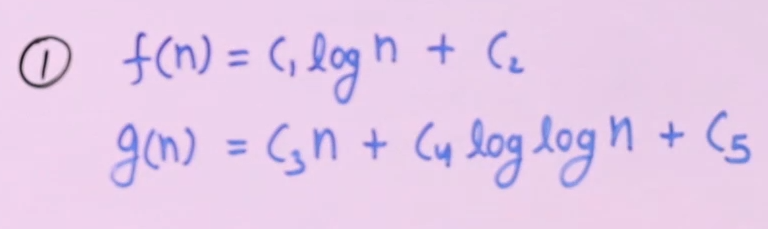 ① f(n) = C₁ log n + C₂
g(n) = C₃n + C₄ log log n + C₅